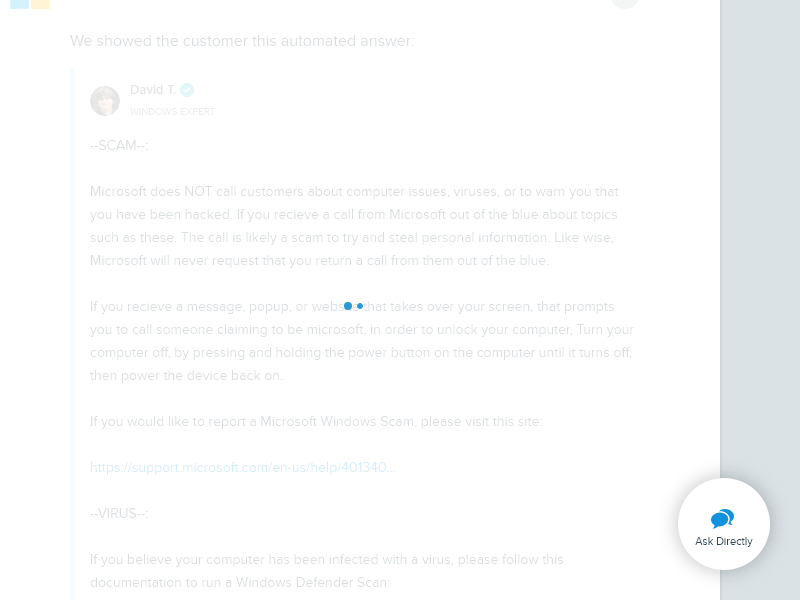 We showed the customer this automated answer:
David T.
WINDOWS EXPERT
--SCAM--:
Microsoft does NOT call customers about computer issues, viruses, or to warn you that
you have been hacked. If you recieve a call from Microsoft out of the blue about topics
such as these. The call is likely a scam to try and steal personal information. Like wise,
Microsoft will never request that you return a call from them out of the blue.
If you recieve a message, popup, or website that takes over your screen, that prompts
you to call someone claiming to be microsoft, in order to unlock your computer, Turn your
computer off, by pressing and holding the power button on the computer until it turns off,
then power the device back on.
If you would like to report a Microsoft Windows Scam, please visit this site:
https://support.microsoft.com/en-us/help/401340...
--VIRUS--:
If you believe your computer has been infected with a virus, please follow this
documentation to run a Windows Defender Scan:
Ask Directly